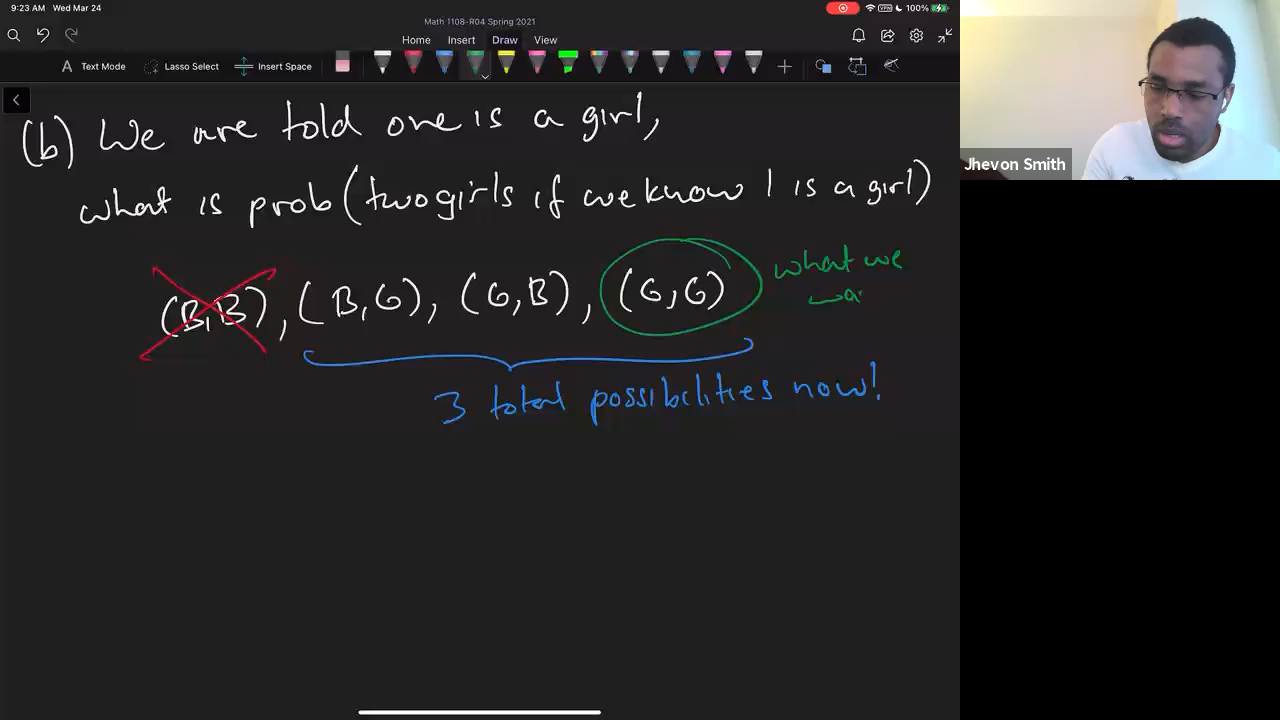 9:23 AM Wed Mar 24
100%
Math 1108-R04 Spring 2021
Home Insert Draw View
Text Mode Lasso Select Insert Space
(b) We are told one is a girl,
what is prob (two girls if we know 1 is a girl)
(B,B), (B,G), (G,B), (G,G) what we
wa
3 total possibilities now!
Jhevon Smith